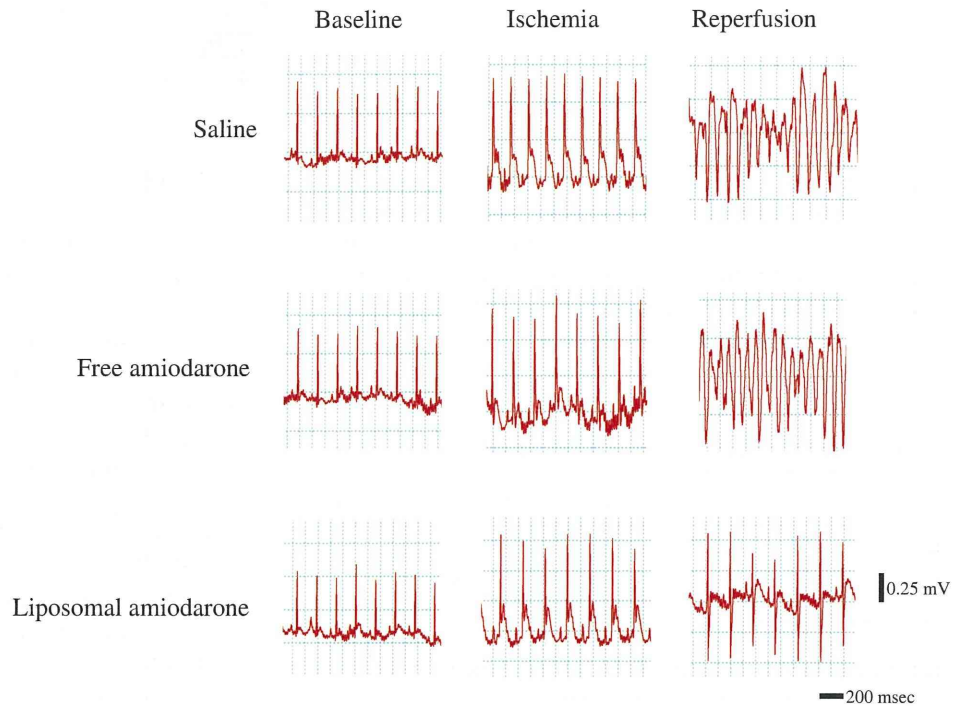 Baseline Ischemia Reperfusion
Saline
Free amiodarone
Liposomal amiodarone
0.25 mV
200 msec